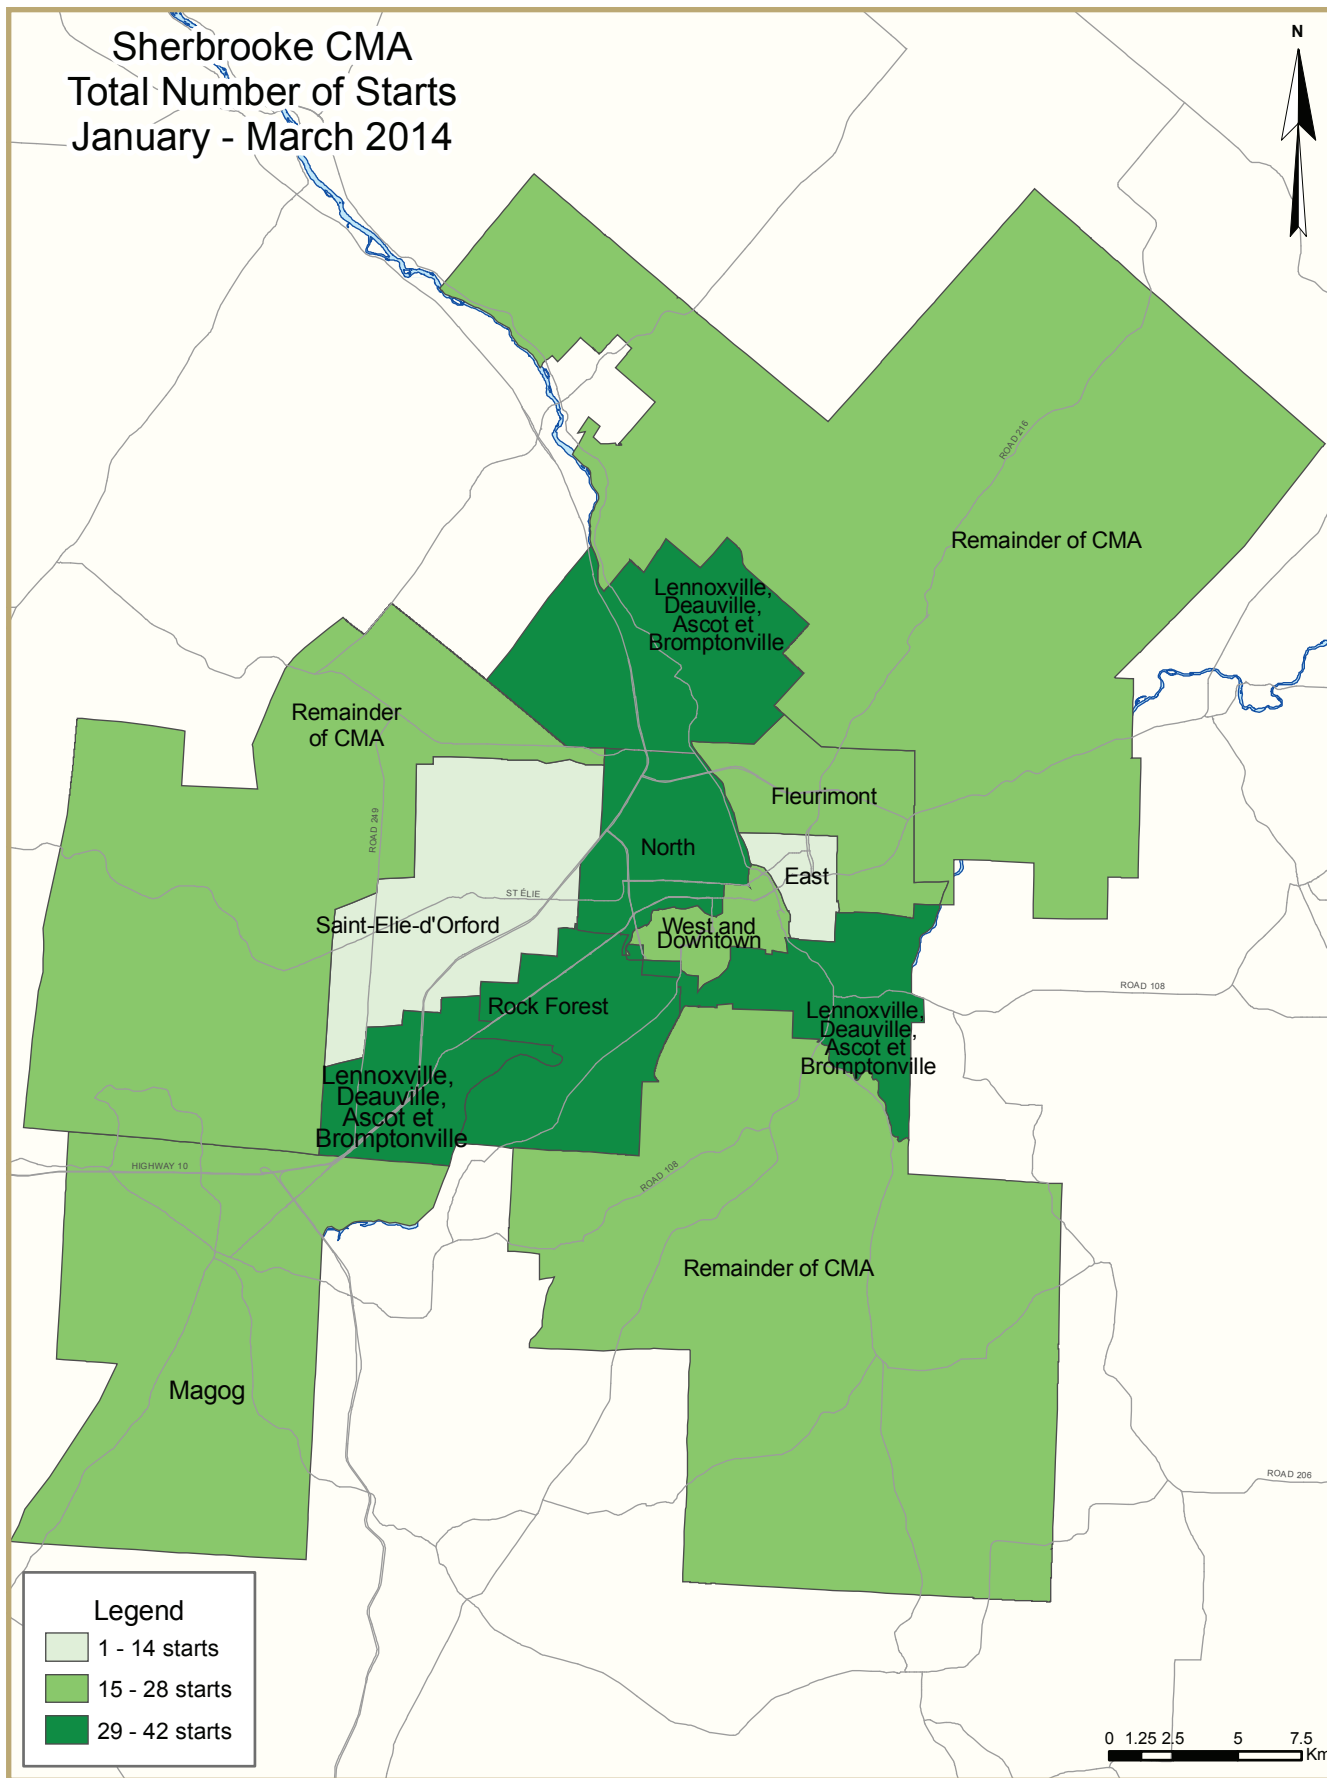 Sherbrooke CMA
Total Number of Starts
January - March 2014
N
ROAD 216
Remainder of CMA
Lennoxville,
Deauville,
Ascot et
Bromptonville
Remainder
of CMA
Fleurimont
ROAD 249
North
East
ST ÉLIE
Saint-Elie-d'Orford
West and
Downtown
ROAD 108
Rock Forest
Lennoxville,
Deauville,
Ascot et
Bromptonville
Lennoxville,
Deauville,
Ascot et
Bromptonville
HIGHWAY 10
ROAD 108
Remainder of CMA
Magog
ROAD 206
Legend
1 - 14 starts
15 - 28 starts
29 - 42 starts
0 1.25 2.5 5 7.5
Km